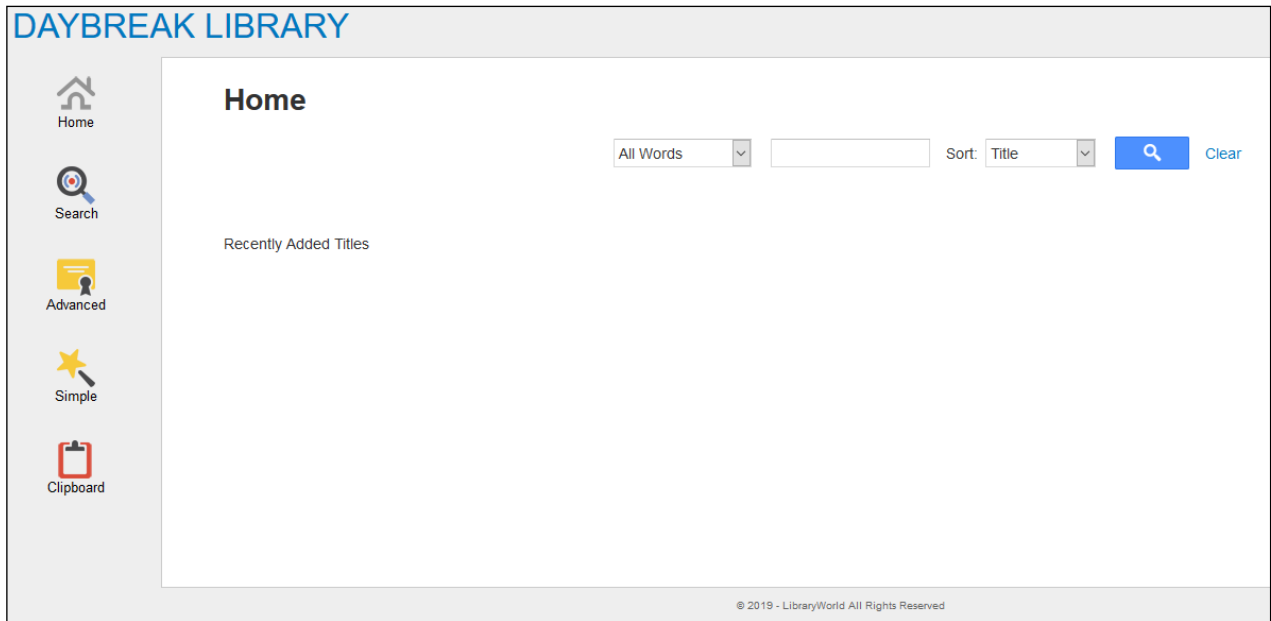 DAYBREAK LIBRARY
Home
Home
All Words Sort: Title Clear
Search
Recently Added Titles
Advanced
Simple
Clipboard
© 2019 - LibraryWorld All Rights Reserved